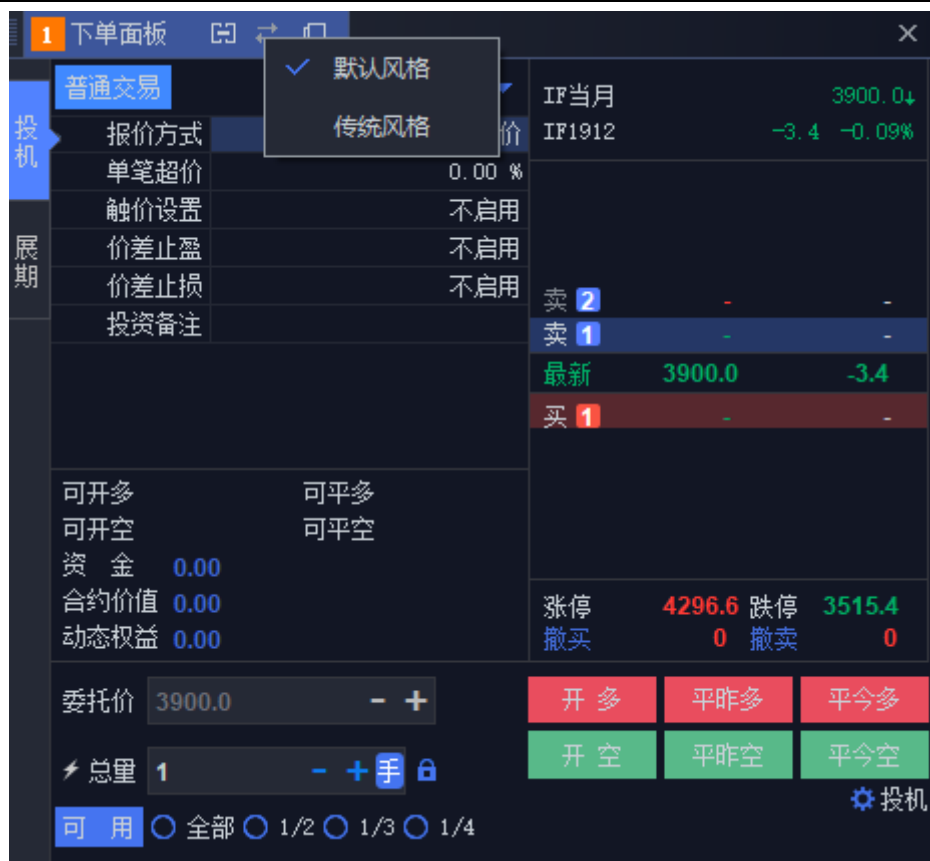 1 下单面板
默认风格
传统风格
普通交易
投机
展期
报价方式 价
单笔超价 0.00 %
触价设置 不启用
价差止盈 不启用
价差止损 不启用
投资备注
IF当月 3900.0↓
IF1912 -3.4 -0.09%
卖 2 - -
卖 1 - -
最新 3900.0 -3.4
买 1 - -
可开多 可平多
可开空 可平空
资 金 0.00
合约价值 0.00
动态权益 0.00
涨停 4296.6 跌停 3515.4
撤买 0 撤卖 0
委托价 3900.0 - +
总量 1 - + 手
可 用 全部 1/2 1/3 1/4
开 多 平昨多 平今多
开 空 平昨空 平今空
投机